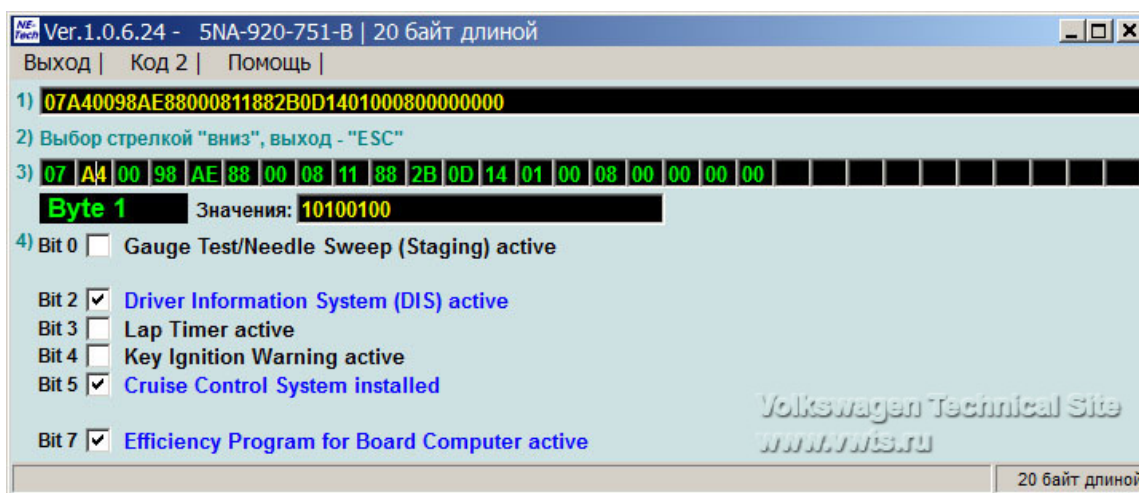 NE-Tech Ver.1.0.6.24 - 5NA-920-751-B | 20 байт длиной
Выход | Код 2 | Помощь |
1) 07A40098AE88000811882B0D1401000800000000
2) Выбор стрелкой "вниз", выход - "ESC"
3) 07 A4 00 98 AE 88 00 08 11 88 2B 0D 14 01 00 08 00 00 00 00
Byte 1 Значения: 10100100
4) Bit 0 Gauge Test/Needle Sweep (Staging) active
Bit 2 Driver Information System (DIS) active
Bit 3 Lap Timer active
Bit 4 Key Ignition Warning active
Bit 5 Cruise Control System installed
Volkswagen Technical Site
Bit 7 Efficiency Program for Board Computer active
www.vwts.ru
20 байт длиной